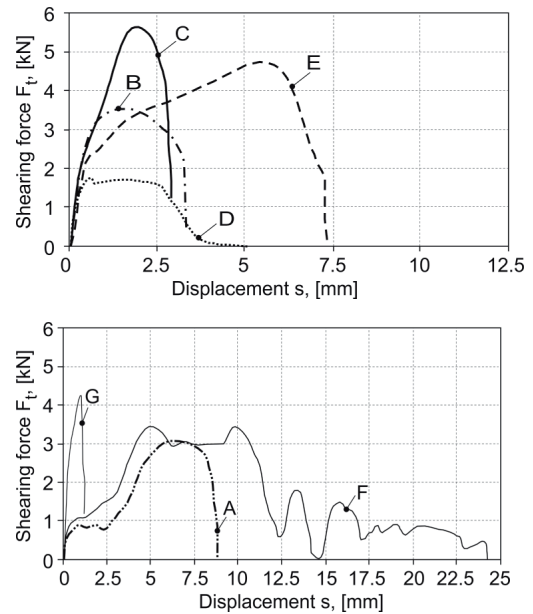 6
5
4
3
2
1
0
Shearing force Fₜ, [kN]
C
B
E
D
0 2.5 5 7.5 10 12.5
Displacement s, [mm]
6
5
4
3
2
1
0
Shearing force Fₜ, [kN]
G
A
F
0 2.5 5 7.5 10 12.5 15 17.5 20 22.5 25
Displacement s, [mm]